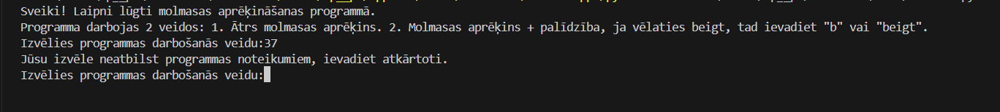 Sveiki! Laipni lūgti molmasas aprēķināšanas programmā.
Programma darbojas 2 veidos: 1. Ātrs molmasas aprēķins. 2. Molmasas aprēķins + palīdzība, ja vēlaties beigt, tad ievadiet "b" vai "beigt".
Izvēlies programmas darbošanās veidu:37
Jūsu izvēle neatbilst programmas noteikumiem, ievadiet atkārtoti.
Izvēlies programmas darbošanās veidu: